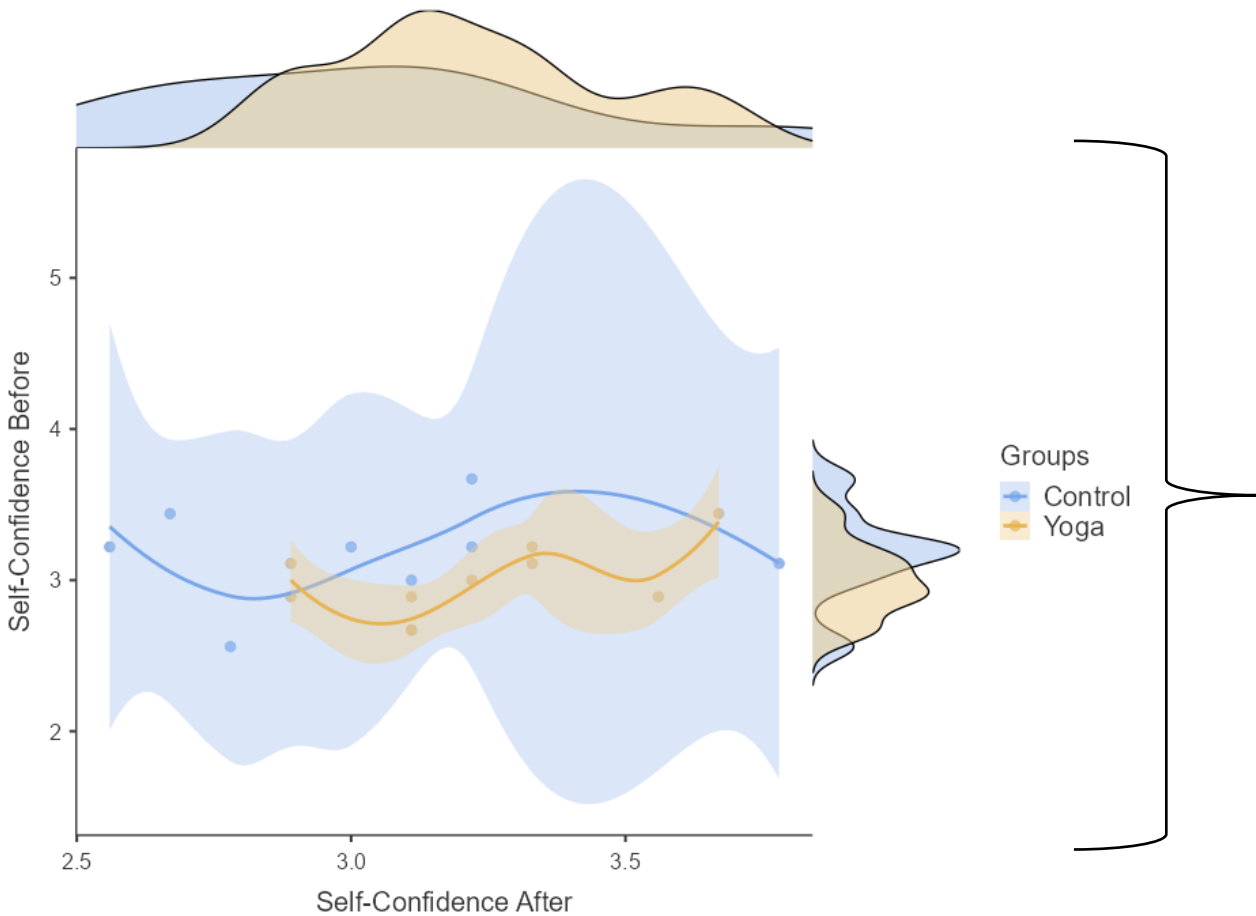 5
4
3
2
Self-Confidence Before
2.5
3.0
3.5
Self-Confidence After
Groups
Control
Yoga